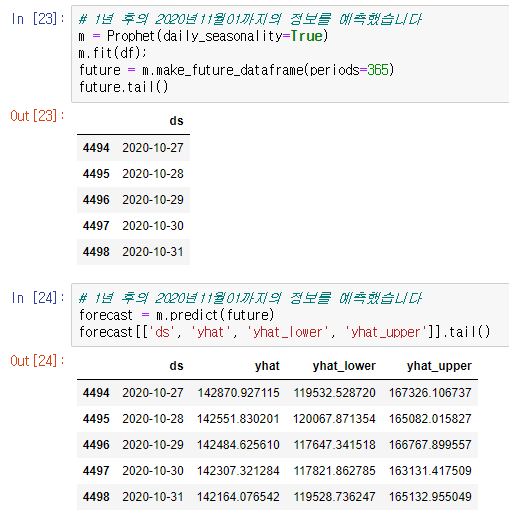 In [23]: # 1년 후의 2020년11월01까지의 정보를 예측했습니다
m = Prophet(daily_seasonality=True)
m.fit(df);
future = m.make_future_dataframe(periods=365)
future.tail()
Out[23]:
ds
4494 2020-10-27
4495 2020-10-28
4496 2020-10-29
4497 2020-10-30
4498 2020-10-31
In [24]: # 1년 후의 2020년11월01까지의 정보를 예측했습니다
forecast = m.predict(future)
forecast[['ds', 'yhat', 'yhat_lower', 'yhat_upper']].tail()
Out[24]:
ds yhat yhat_lower yhat_upper
4494 2020-10-27 142870.927115 119532.528720 167326.106737
4495 2020-10-28 142551.830201 120067.871354 165082.015827
4496 2020-10-29 142484.625610 117647.341518 166767.899557
4497 2020-10-30 142307.321284 117821.862785 163131.417509
4498 2020-10-31 142164.076542 119528.736247 165132.955049